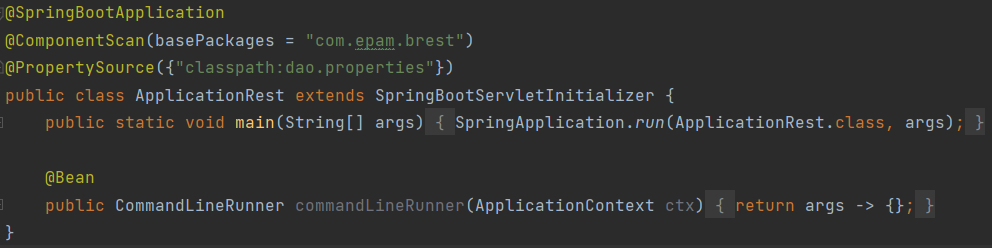 @SpringBootApplication
@ComponentScan(basePackages = "com.epam.brest")
@PropertySource({"classpath:dao.properties"})
public class ApplicationRest extends SpringBootServletInitializer {
    public static void main(String[] args) { SpringApplication.run(ApplicationRest.class, args); }

    @Bean
    public CommandLineRunner commandLineRunner(ApplicationContext ctx) { return args -> {}; }
}